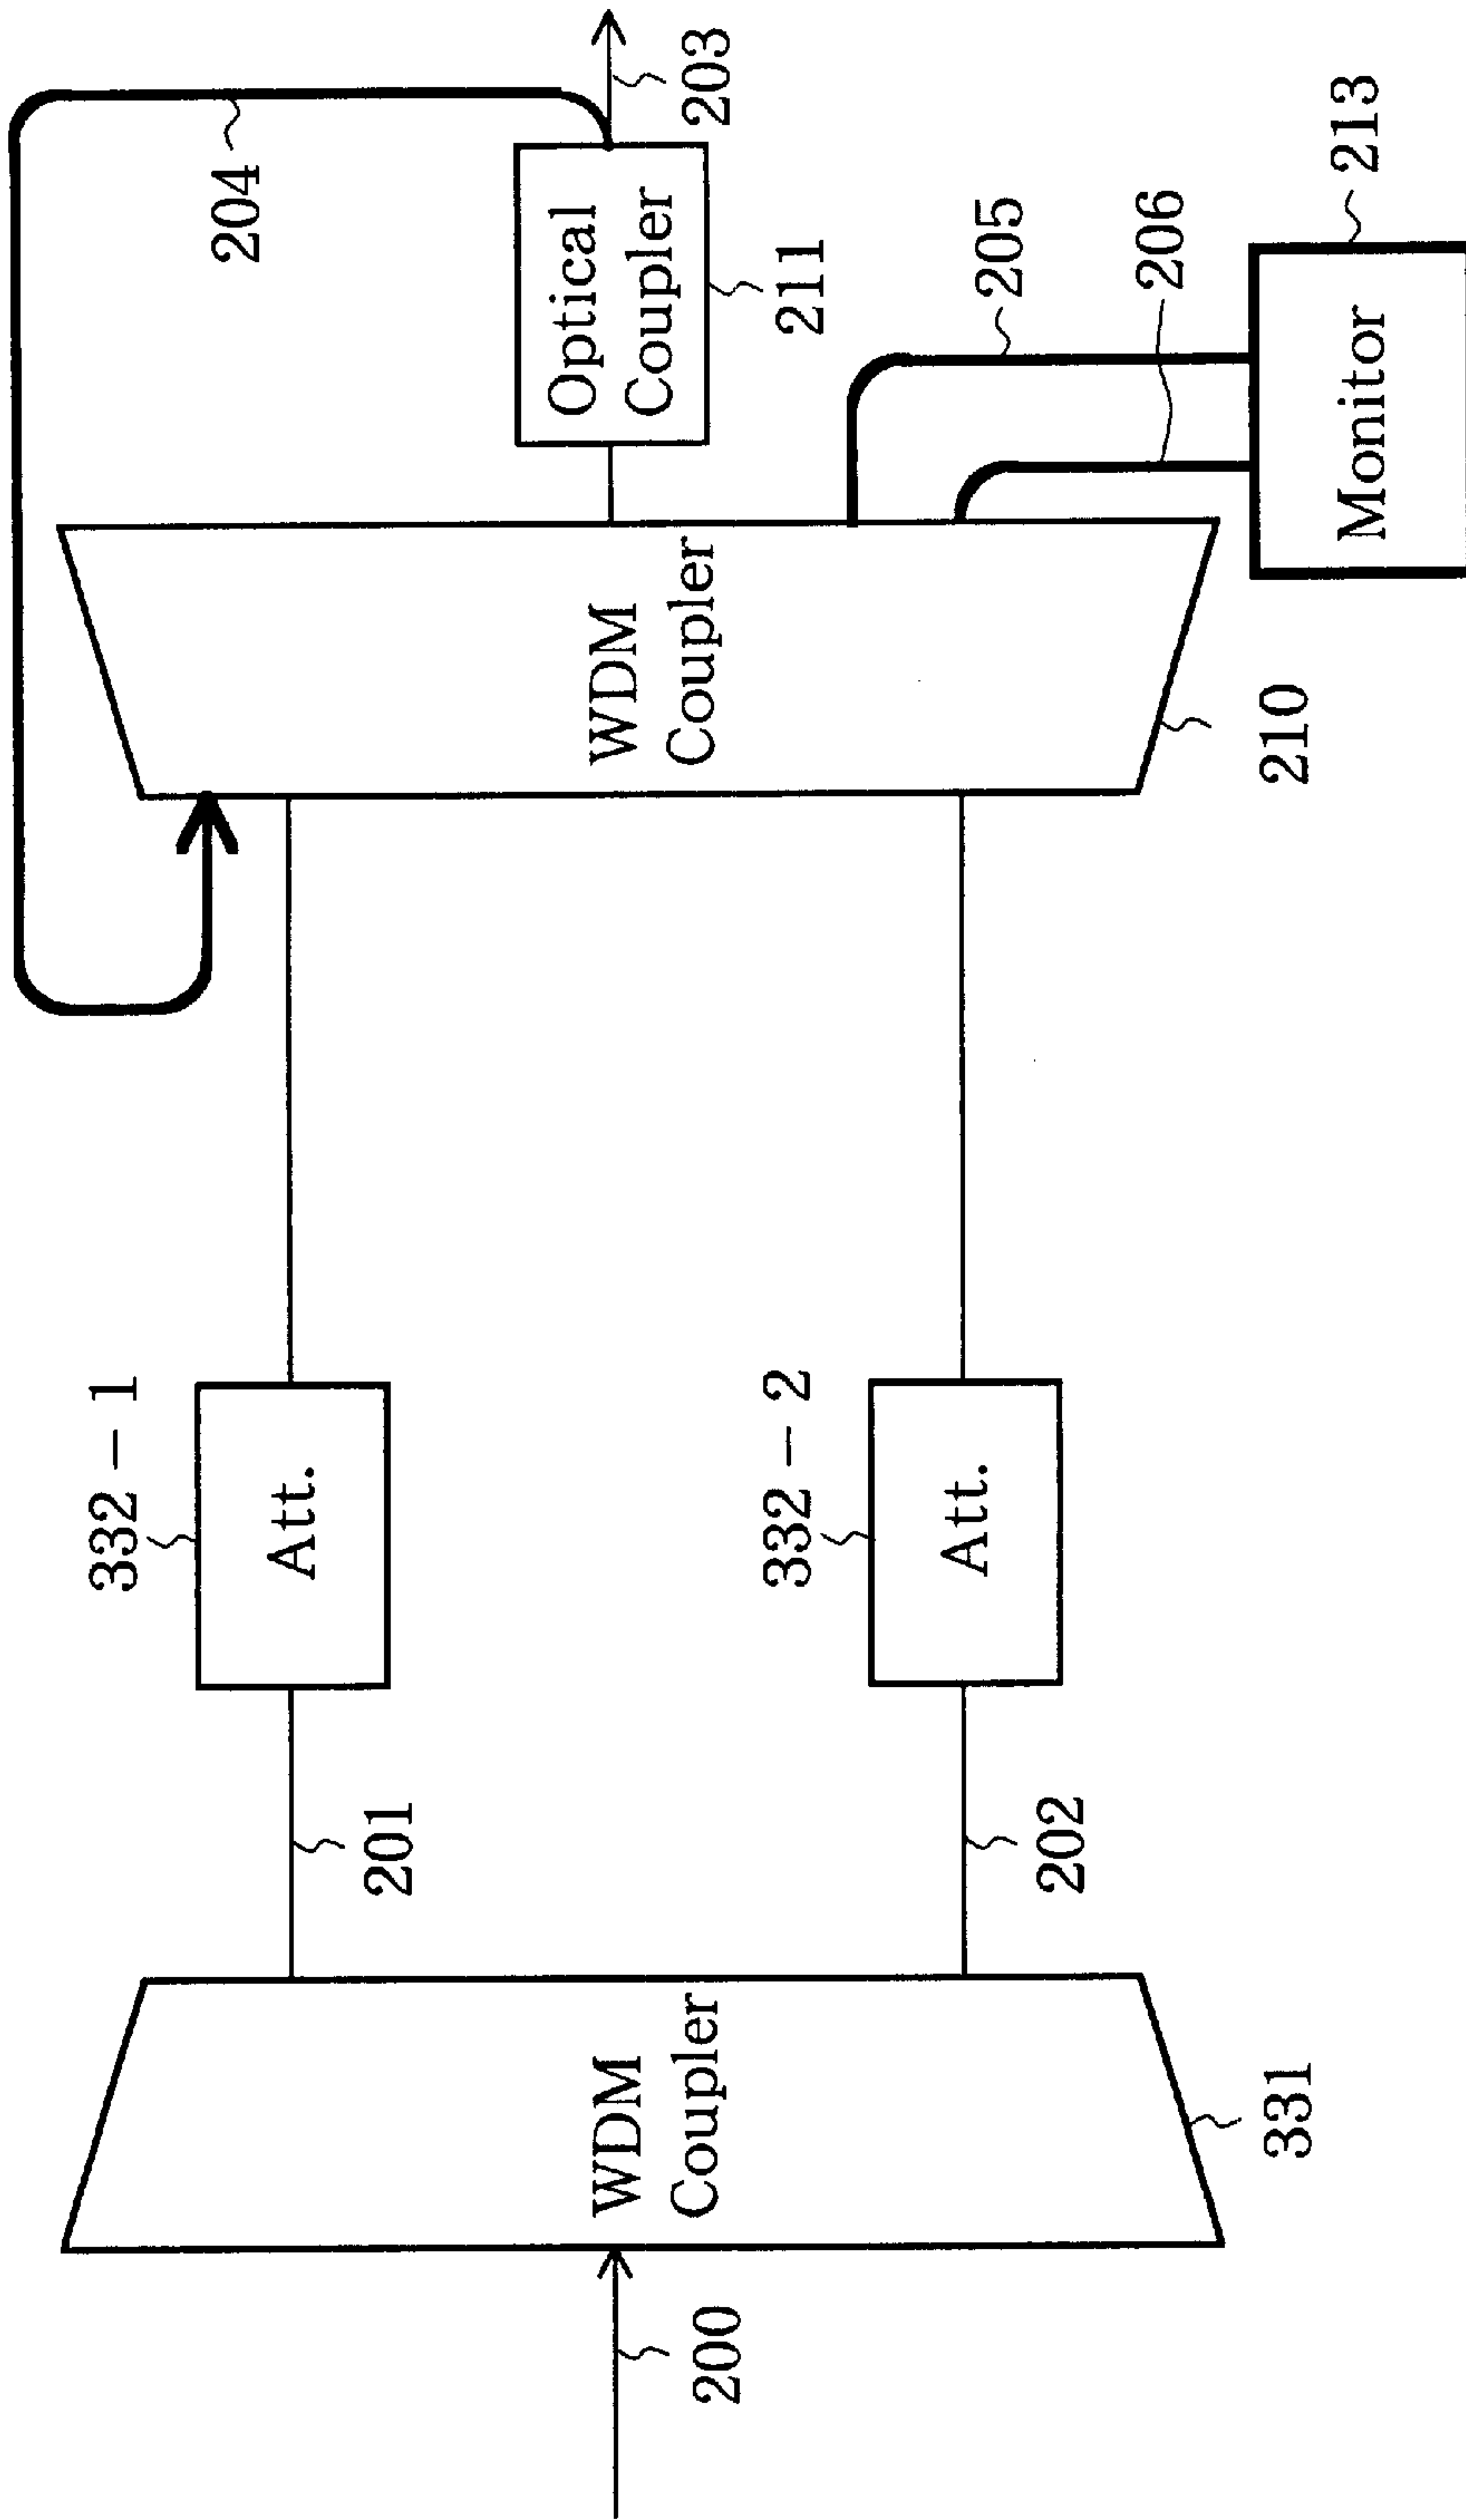 204
203
Optical
Coupler
211
205
206
213
Monitor
WDM
Coupler
210
332-1
Att.
332-2
Att.
201
202
WDM
Coupler
331
200